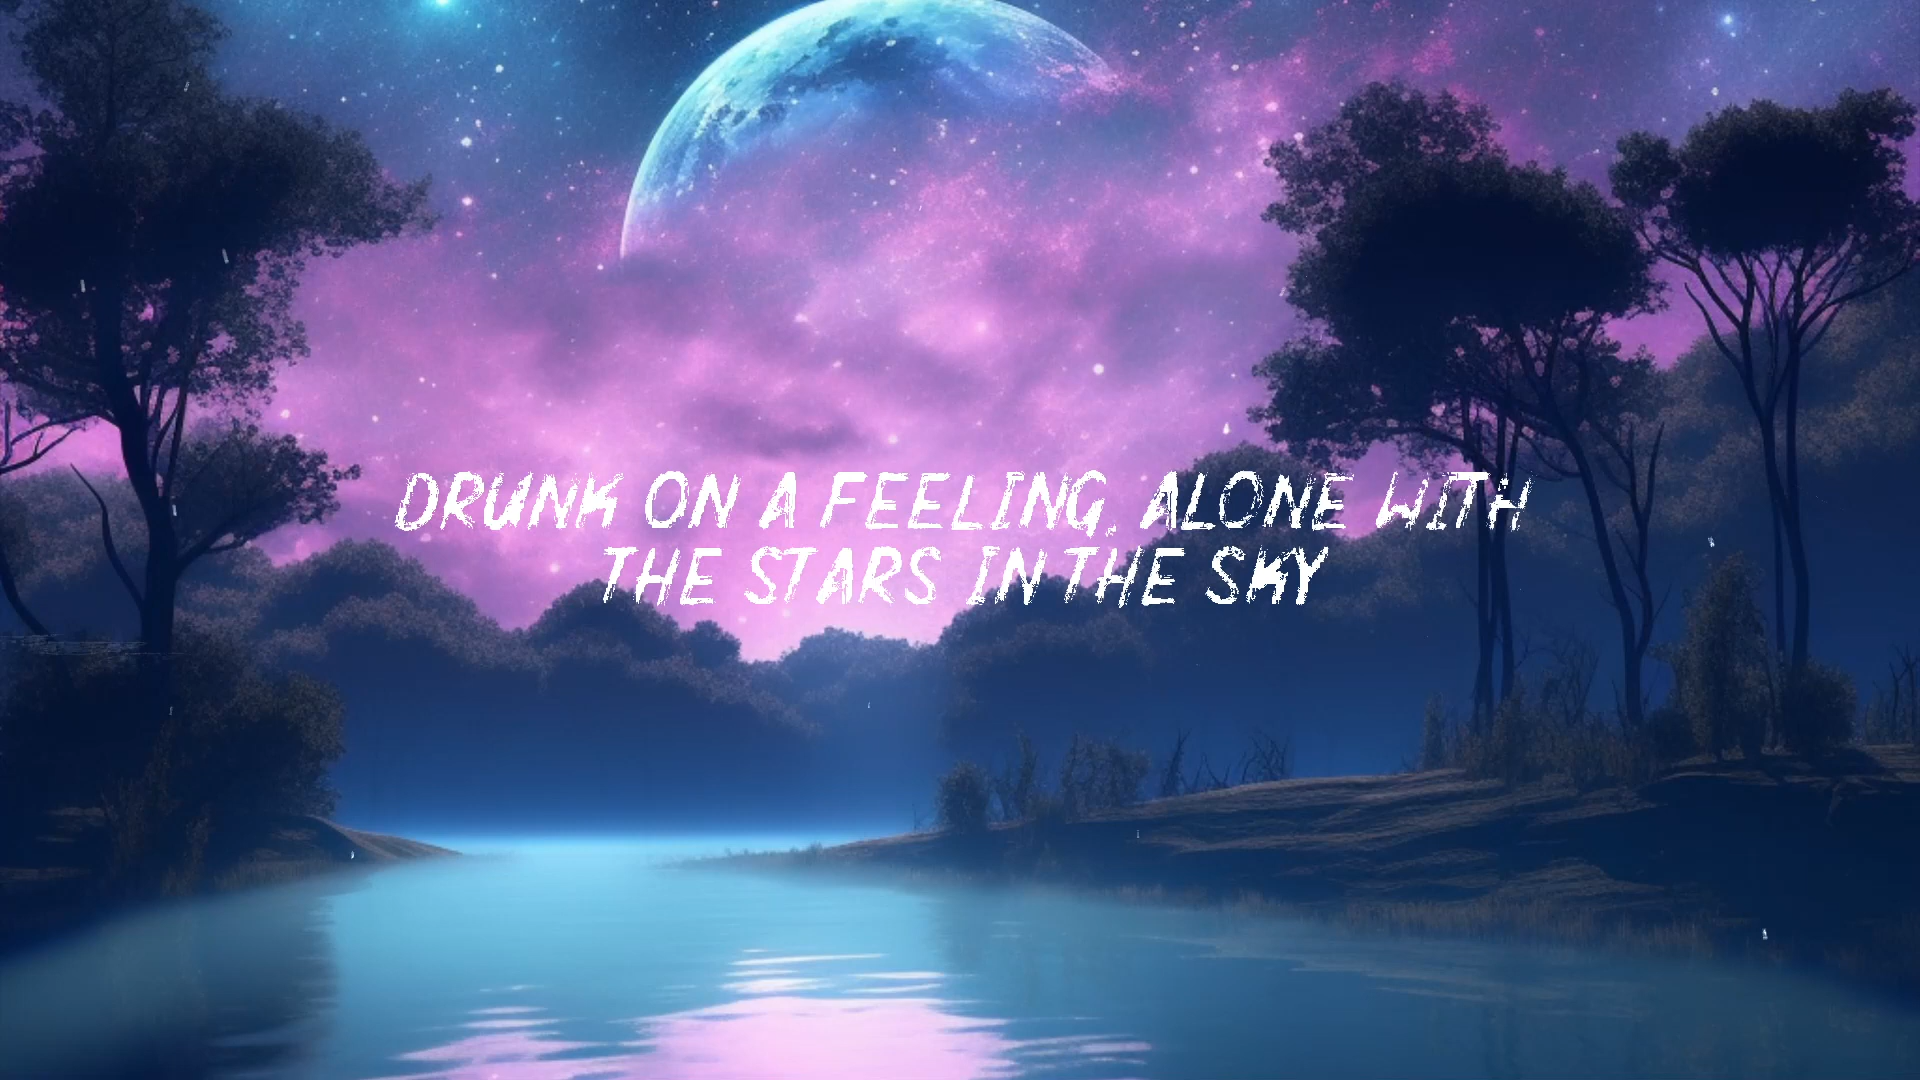 DRUNK ON A FEELING, ALONE WITH
THE STARS IN THE SKY